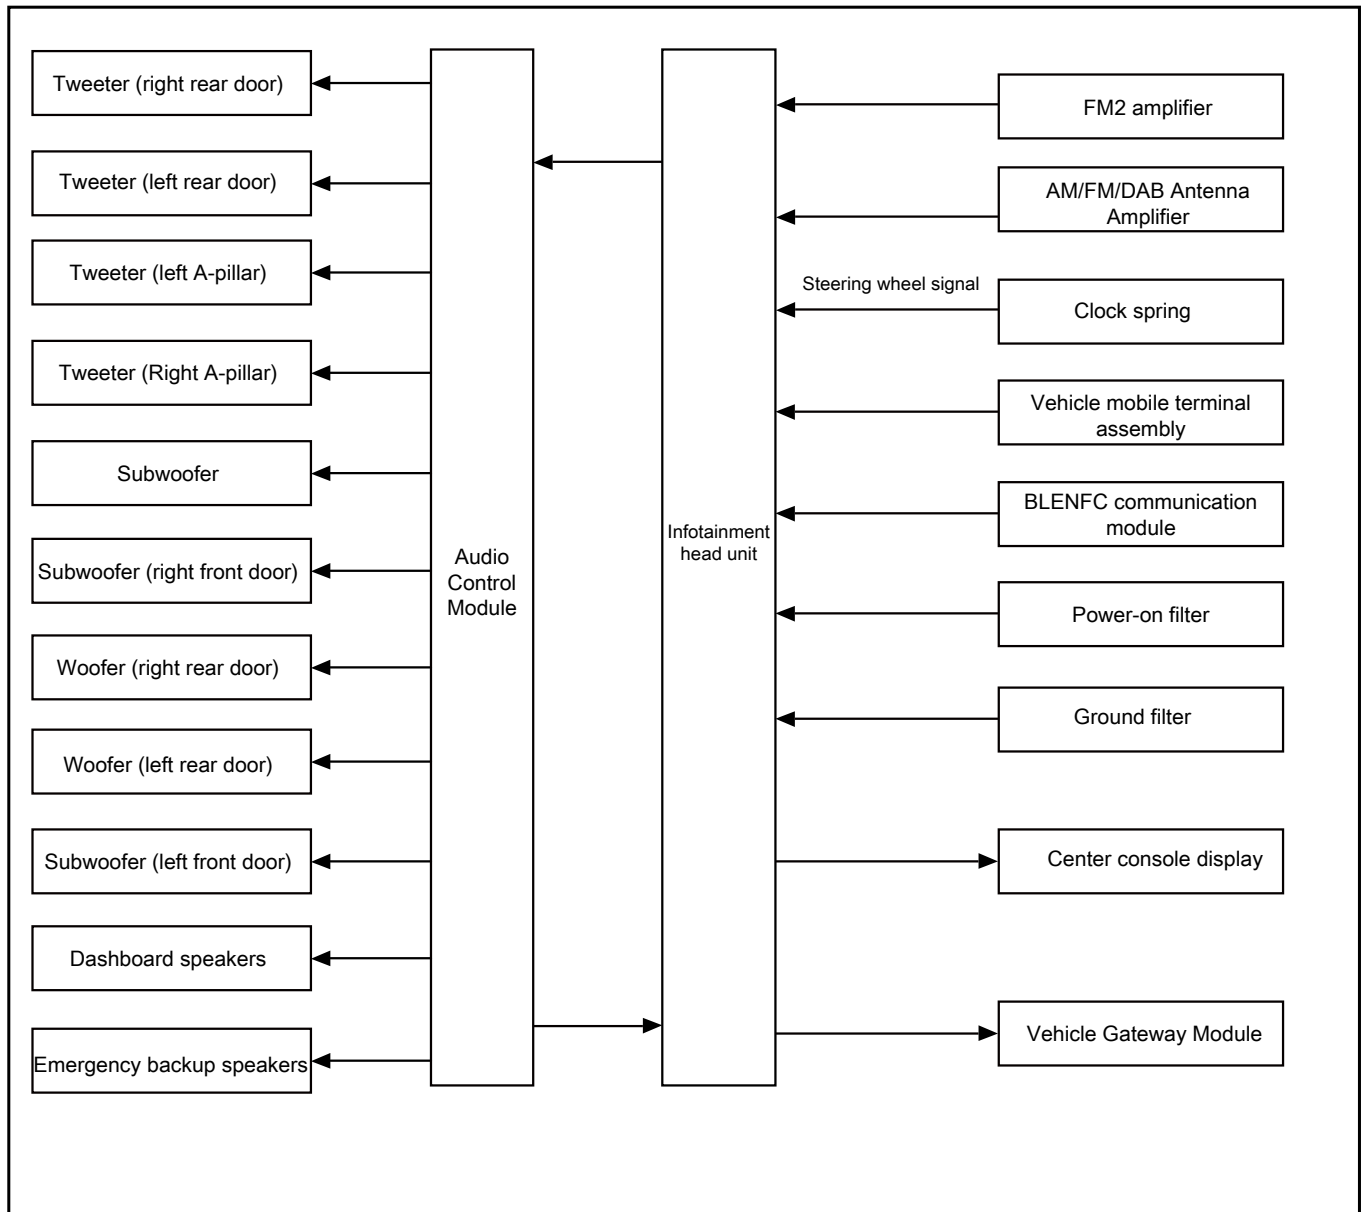 Tweeter (right rear door)
Tweeter (left rear door)
Tweeter (left A-pillar)
Tweeter (Right A-pillar)
Subwoofer
Subwoofer (right front door)
Woofer (right rear door)
Woofer (left rear door)
Subwoofer (left front door)
Dashboard speakers
Emergency backup speakers
Audio
Control
Module
Infotainment
head unit
FM2 amplifier
AM/FM/DAB Antenna
Amplifier
Steering wheel signal
Clock spring
Vehicle mobile terminal
assembly
BLENFC communication
module
Power-on filter
Ground filter
Center console display
Vehicle Gateway Module